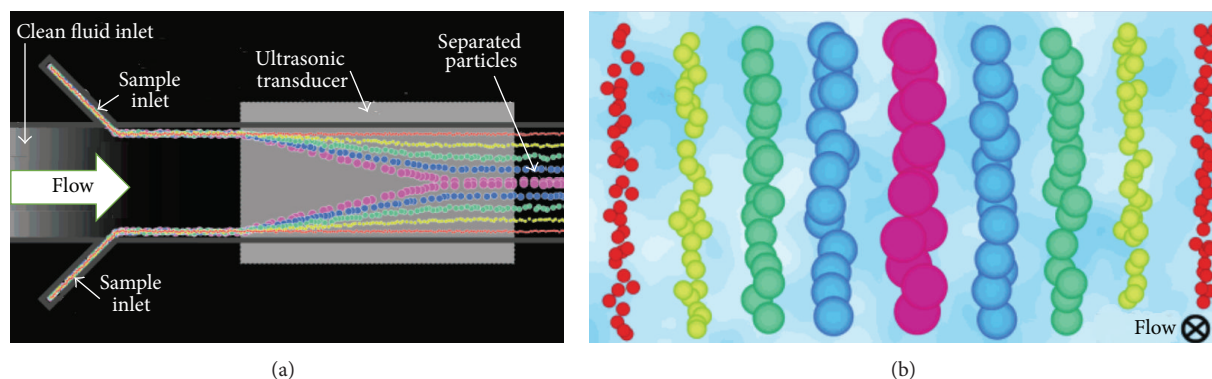 Clean fluid inlet
Sample
inlet
Ultrasonic
transducer
Separated
particles
Flow
Sample
inlet
Flow
(a)
(b)